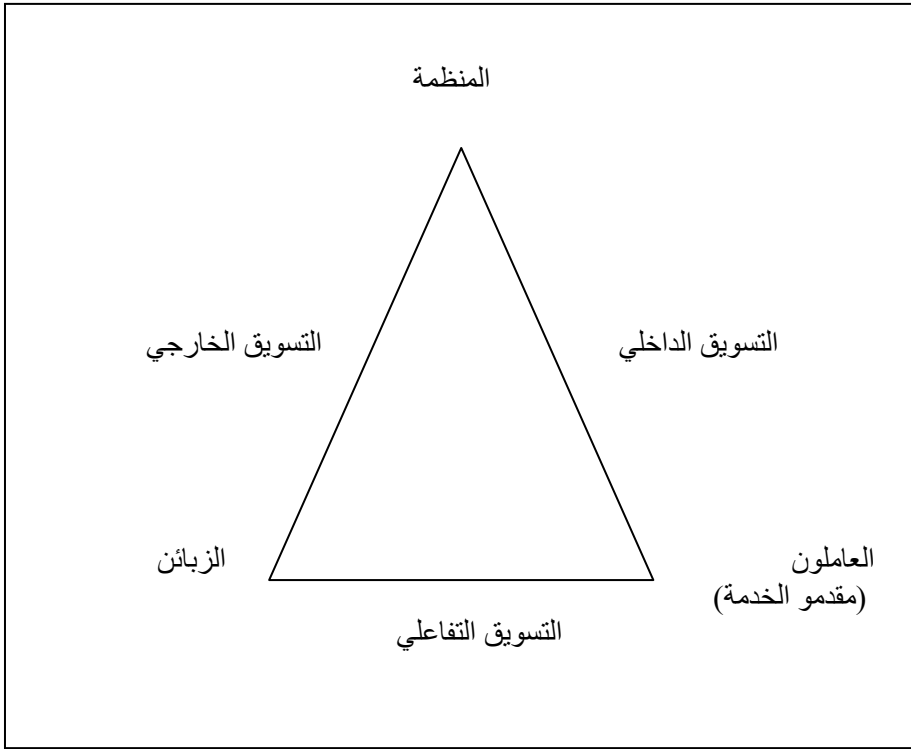 المنظمة
التسويق الداخلي
التسويق الخارجي
العاملون
(مقدمو الخدمة)
الزبائن
التسويق التفاعلي